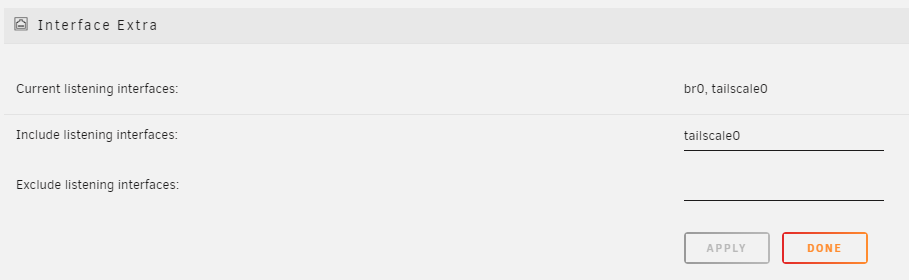 Interface Extra
Current listening interfaces:
br0, tailscale0
Include listening interfaces:
tailscale0
Exclude listening interfaces:
APPLY
DONE